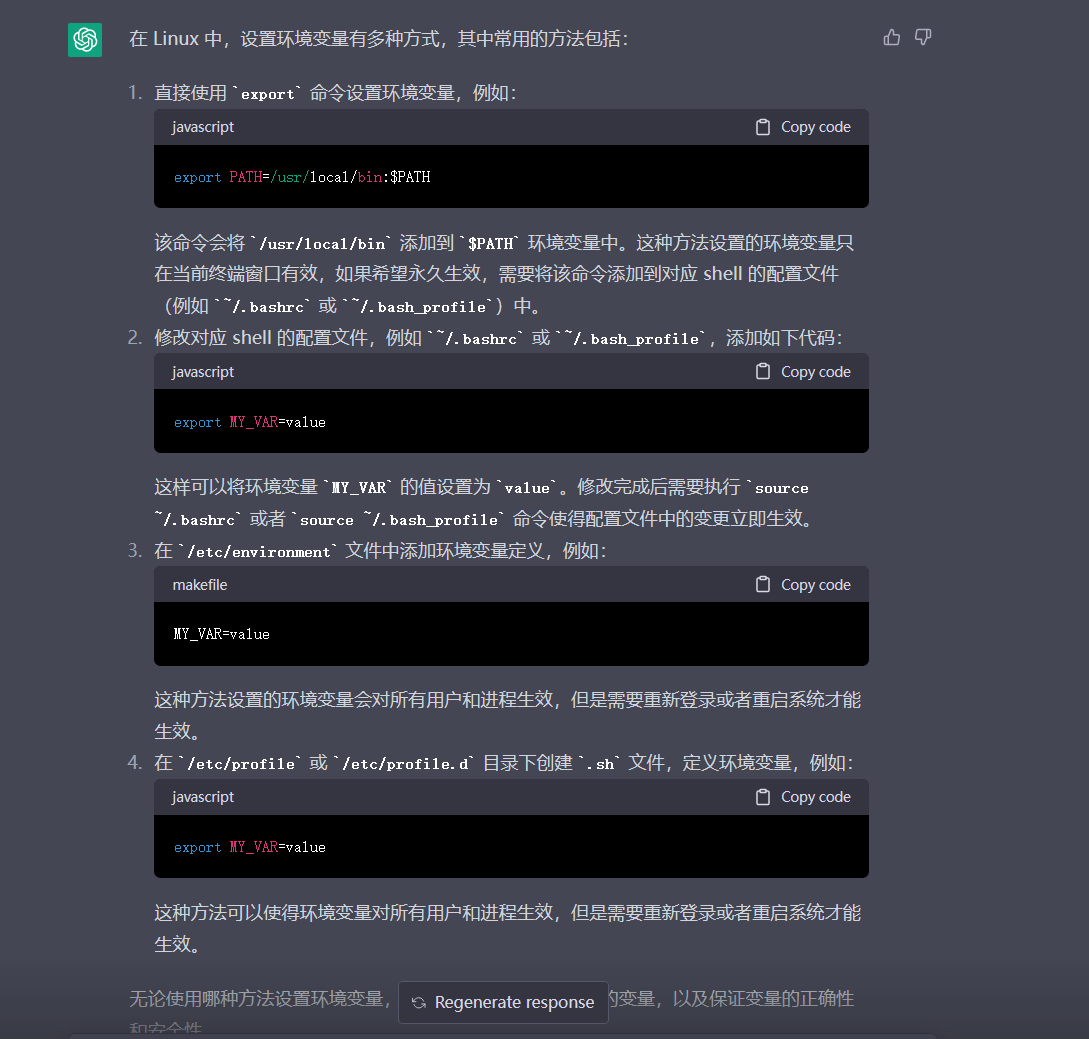 在 Linux 中，设置环境变量有多种方式，其中常用的方法包括：
1. 直接使用 `export` 命令设置环境变量，例如：
javascript
Copy code
export PATH=/usr/local/bin:$PATH
该命令会将 `/usr/local/bin` 添加到 `$PATH` 环境变量中。这种方法设置的环境变量只
在当前终端窗口有效，如果希望永久生效，需要将该命令添加到对应 shell 的配置文件
（例如 `~/.bashrc` 或 `~/.bash_profile`）中。
2. 修改对应 shell 的配置文件，例如 `~/.bashrc` 或 `~/.bash_profile`，添加如下代码：
javascript
Copy code
export MY_VAR=value
这样可以将环境变量 `MY_VAR` 的值设置为 `value`。修改完成后需要执行 `source
~/.bashrc` 或者 `source ~/.bash_profile` 命令使得配置文件中的变更立即生效。
3. 在 `/etc/environment` 文件中添加环境变量定义，例如：
makefile
Copy code
MY_VAR=value
这种方法设置的环境变量会对所有用户和进程生效，但是需要重新登录或者重启系统才能
生效。
4. 在 `/etc/profile` 或 `/etc/profile.d` 目录下创建 `.sh` 文件，定义环境变量，例如：
javascript
Copy code
export MY_VAR=value
这种方法可以使得环境变量对所有用户和进程生效，但是需要重新登录或者重启系统才能
生效。
无论使用哪种方法设置环境变量，
Regenerate response
的变量，以及保证变量的正确性
和安全性